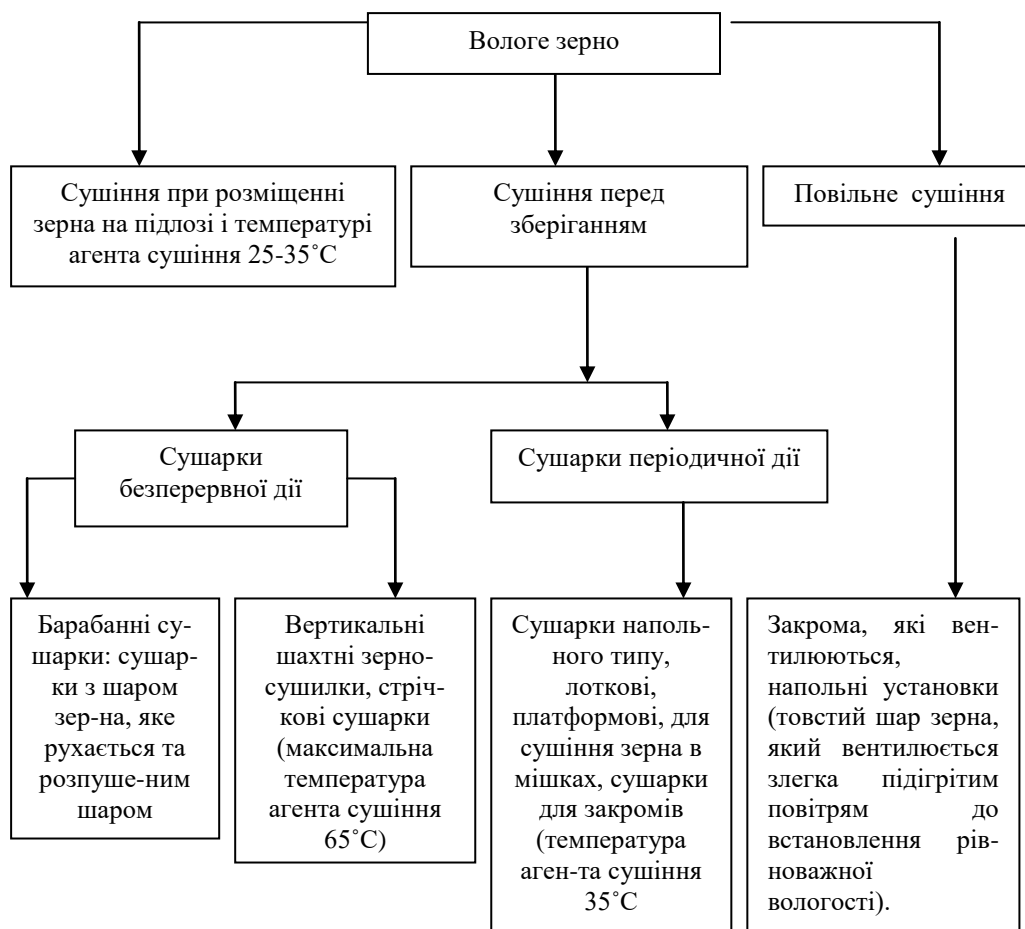 Вологе зерно
Сушіння при розміщенні
зерна на підлозі і температурі
агента сушіння 25-35˚С
Сушіння перед
зберіганням
Повільне сушіння
Сушарки
безперервної дії
Сушарки періодичної дії
Барабанні су-
шарки: сушар-
ки з шаром
зер-на, яке
рухається та
розпуше-ним
шаром
Вертикальні
шахтні зерно-
сушилки, стріч-
кові сушарки
(максимальна
температура
агента сушіння
65˚С)
Сушарки наполь-
ного типу,
лоткові,
платформові, для
сушіння зерна в
мішках, сушарки
для закромів
(температура
аген-та сушіння
35˚С
Закрома, які вен-
тилюються,
напольні установки
(товстий шар зерна,
який вентилюється
злегка підігрітим
повітрям до
встановлення рів-
новажної
вологості).